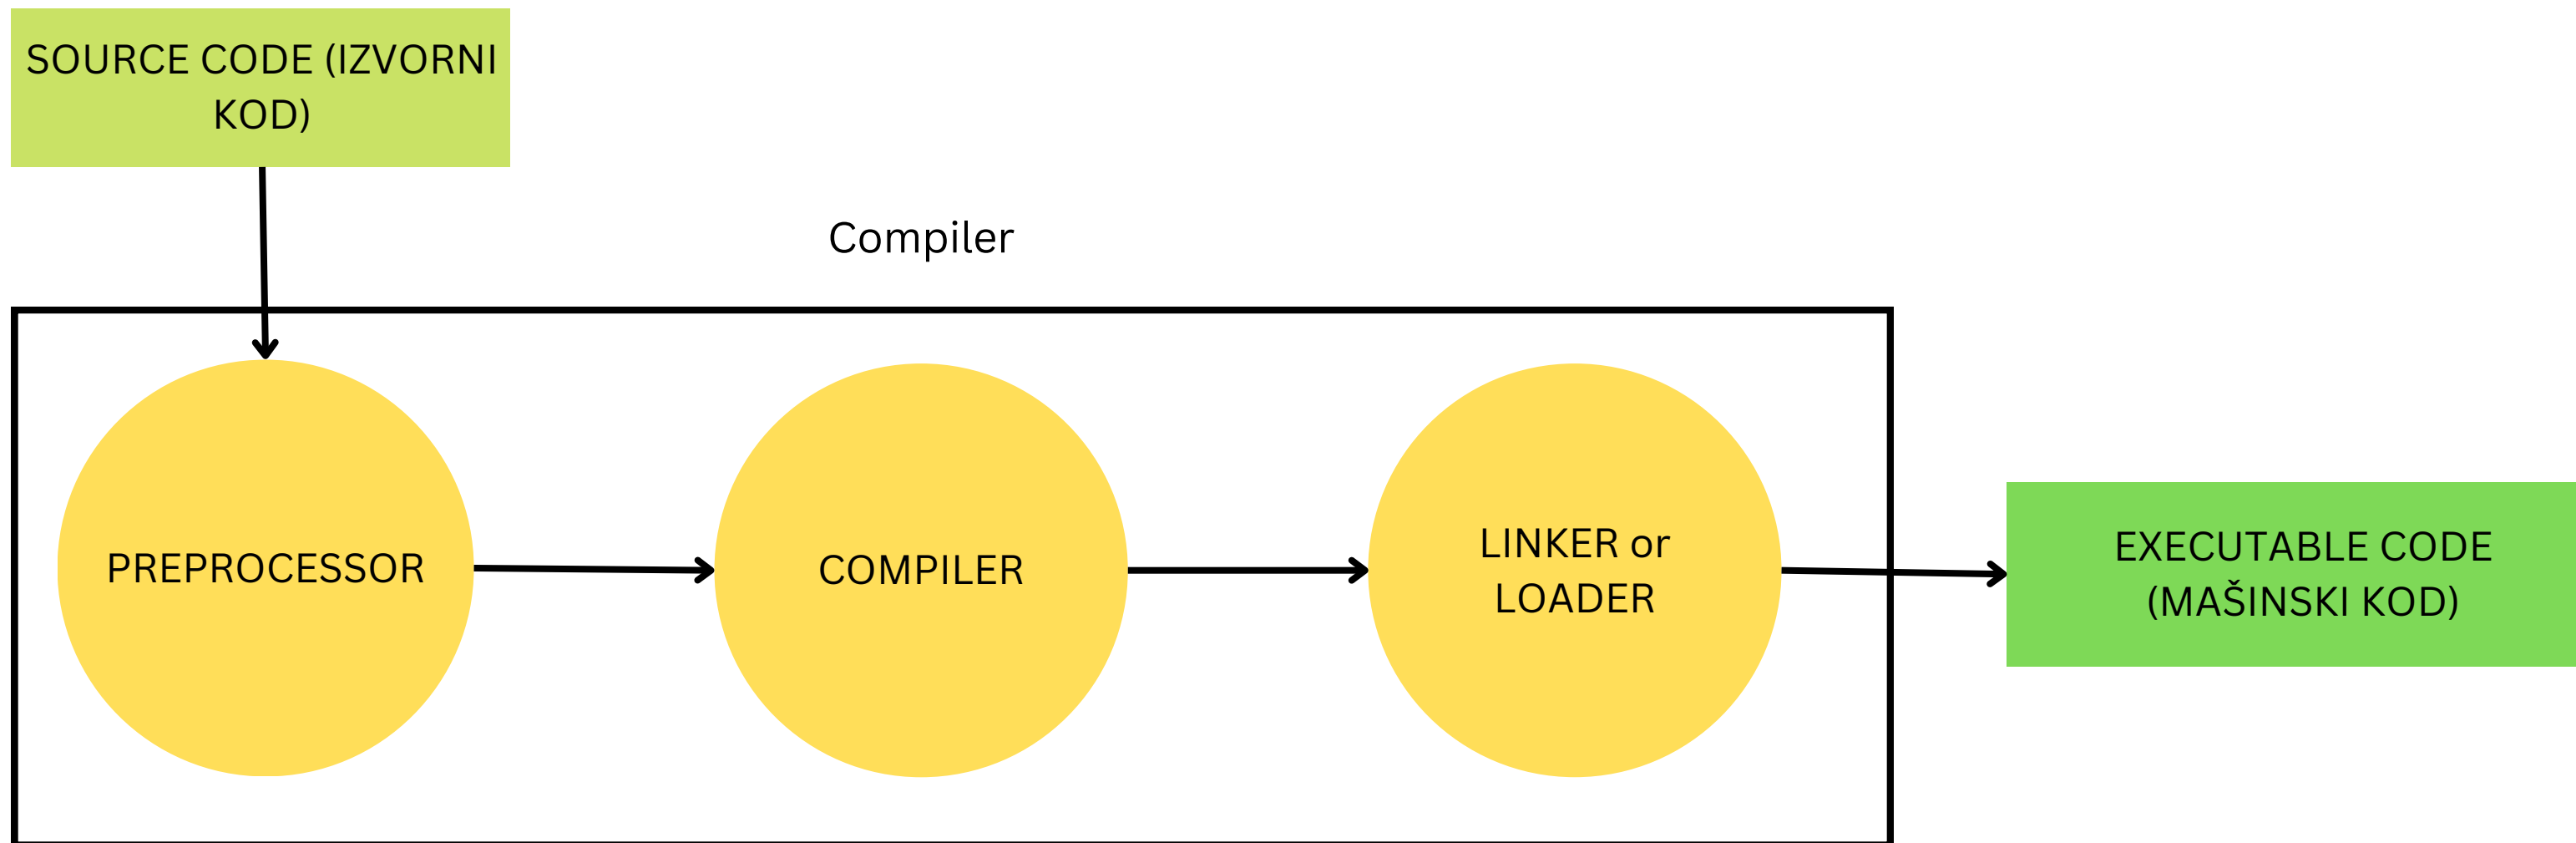 SOURCE CODE (IZVORNI
KOD)
Compiler
PREPROCESSOR
COMPILER
LINKER or
LOADER
EXECUTABLE CODE
(MAŠINSKI KOD)